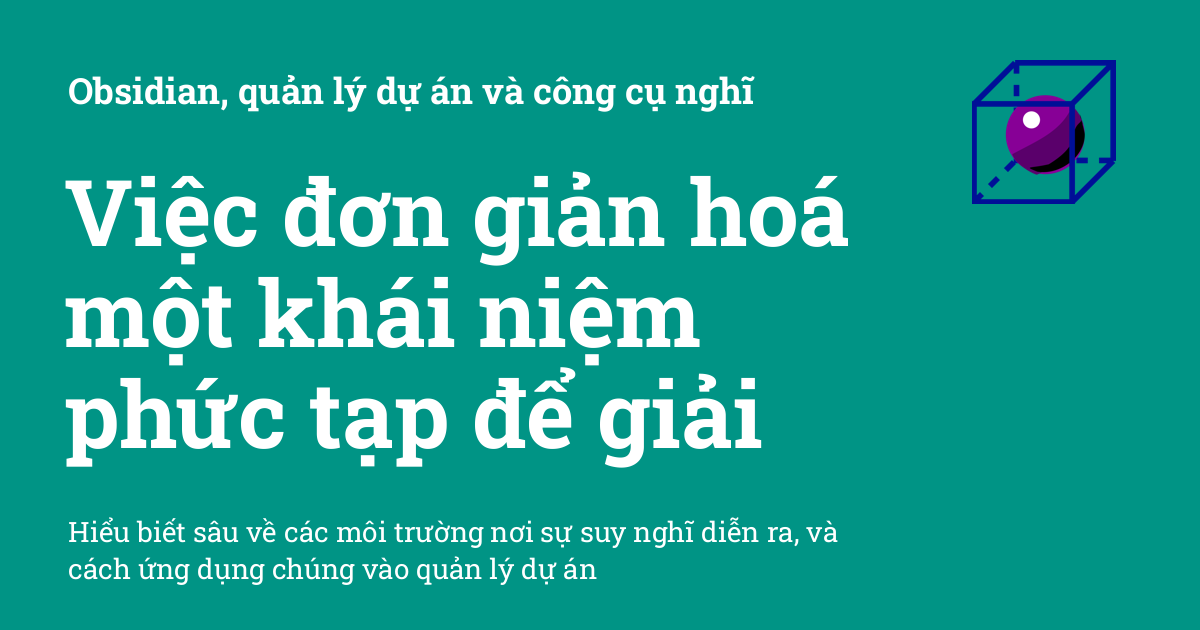 Obsidian, quản lý dự án và công cụ nghĩ
Việc đơn giản hoá
một khái niệm
phức tạp để giải
Hiểu biết sâu về các môi trường nơi sự suy nghĩ diễn ra, và
cách ứng dụng chúng vào quản lý dự án